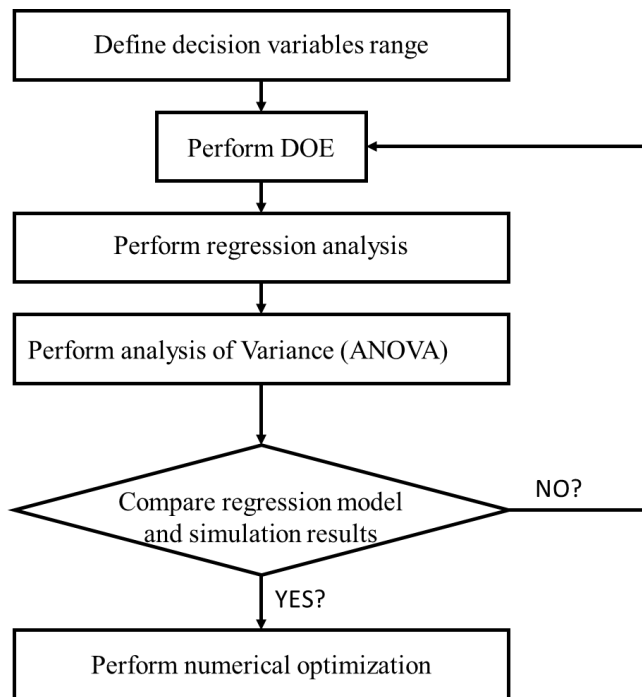 Define decision variables range
Perform DOE
Perform regression analysis
Perform analysis of Variance (ANOVA)
Compare regression model
and simulation results
NO?
YES?
Perform numerical optimization